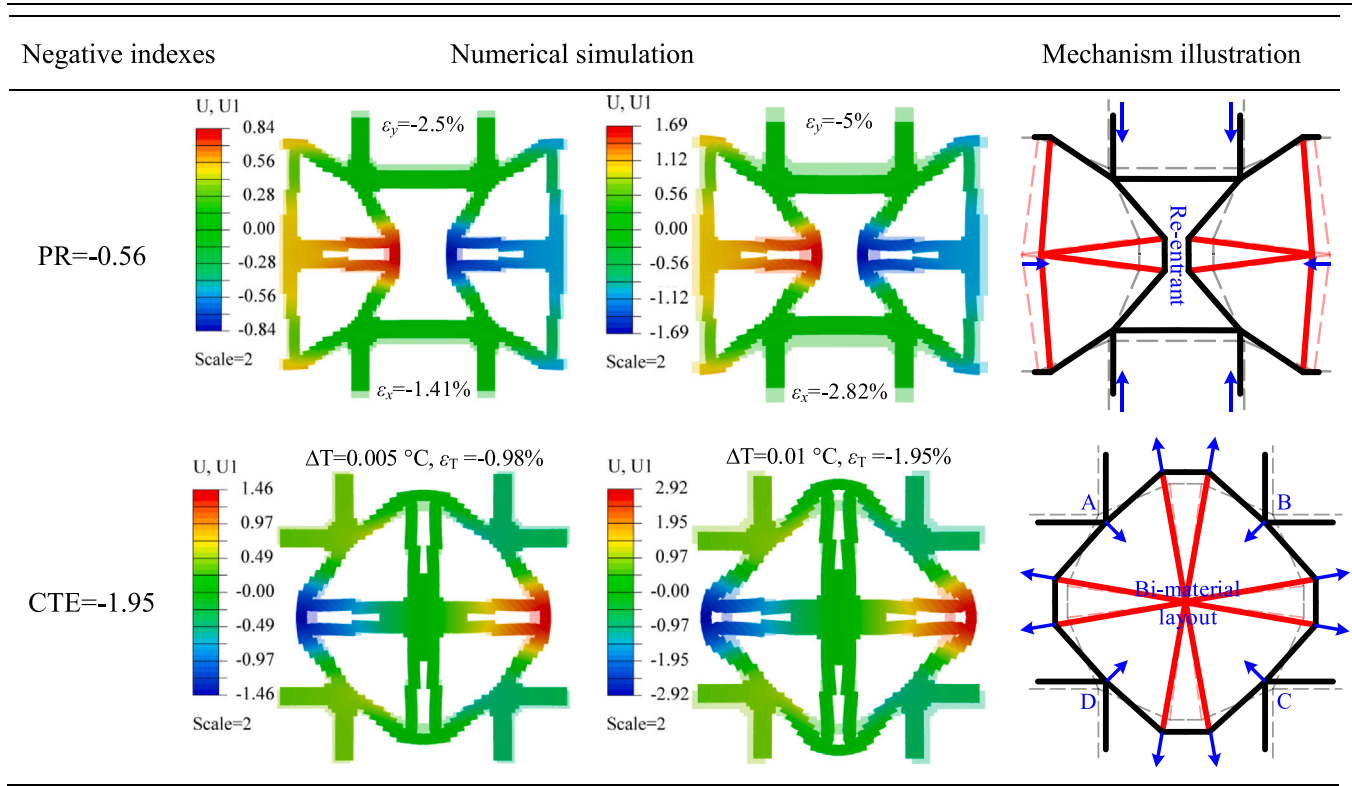 Negative indexes
Numerical simulation
Mechanism illustration
PR=-0.56
U, U1
0.84
0.56
0.28
0.00
-0.28
-0.56
-0.84
Scale=2
εy=-2.5%
εx=-1.41%
U, U1
1.69
1.12
0.56
0.00
-0.56
-1.12
-1.69
Scale=2
εy=-5%
εx=-2.82%
Re-entrant
CTE=-1.95
U, U1
1.46
0.97
0.49
-0.00
-0.49
-0.97
-1.46
Scale=2
ΔT=0.005 °C, εT =-0.98%
U, U1
2.92
1.95
0.97
-0.00
-0.97
-1.95
-2.92
Scale=2
ΔT=0.01 °C, εT =-1.95%
A
B
Bi-material
layout
D
C